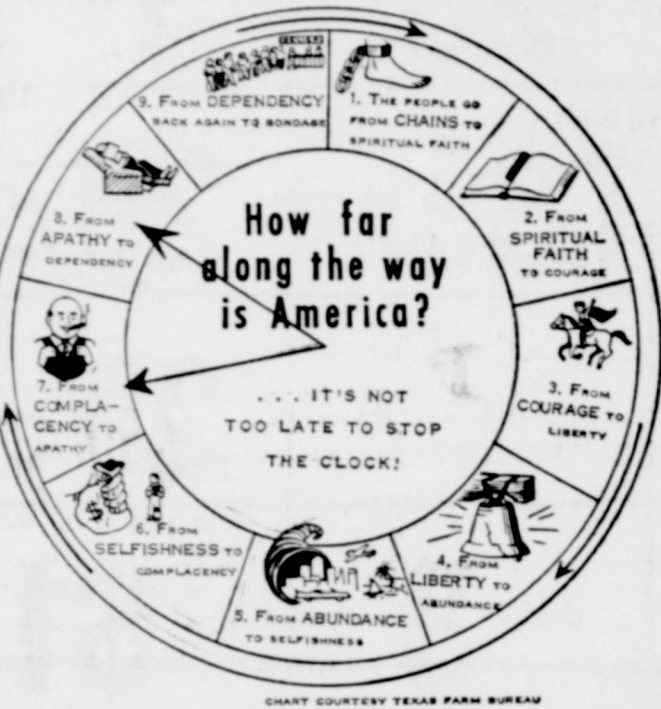 How far
along the way
is America?
. . . IT'S NOT
TOO LATE TO STOP
THE CLOCK!
1. THE PEOPLE GO
FROM CHAINS TO
SPIRITUAL FAITH
2. FROM
SPIRITUAL
FAITH
TO COURAGE
3. FROM
COURAGE TO
LIBERTY
4. FROM
LIBERTY TO
ABUNDANCE
5. FROM ABUNDANCE
TO SELFISHNESS
6. FROM
SELFISHNESS TO
COMPLACENCY
$
7. FROM
COMPLA-
CENCY TO
APATHY
8. FROM
APATHY TO
DEPENDENCY
9. FROM DEPENDENCY
BACK AGAIN TO BONDAGE
CHART COURTESY TEXAS FARM BUREAU